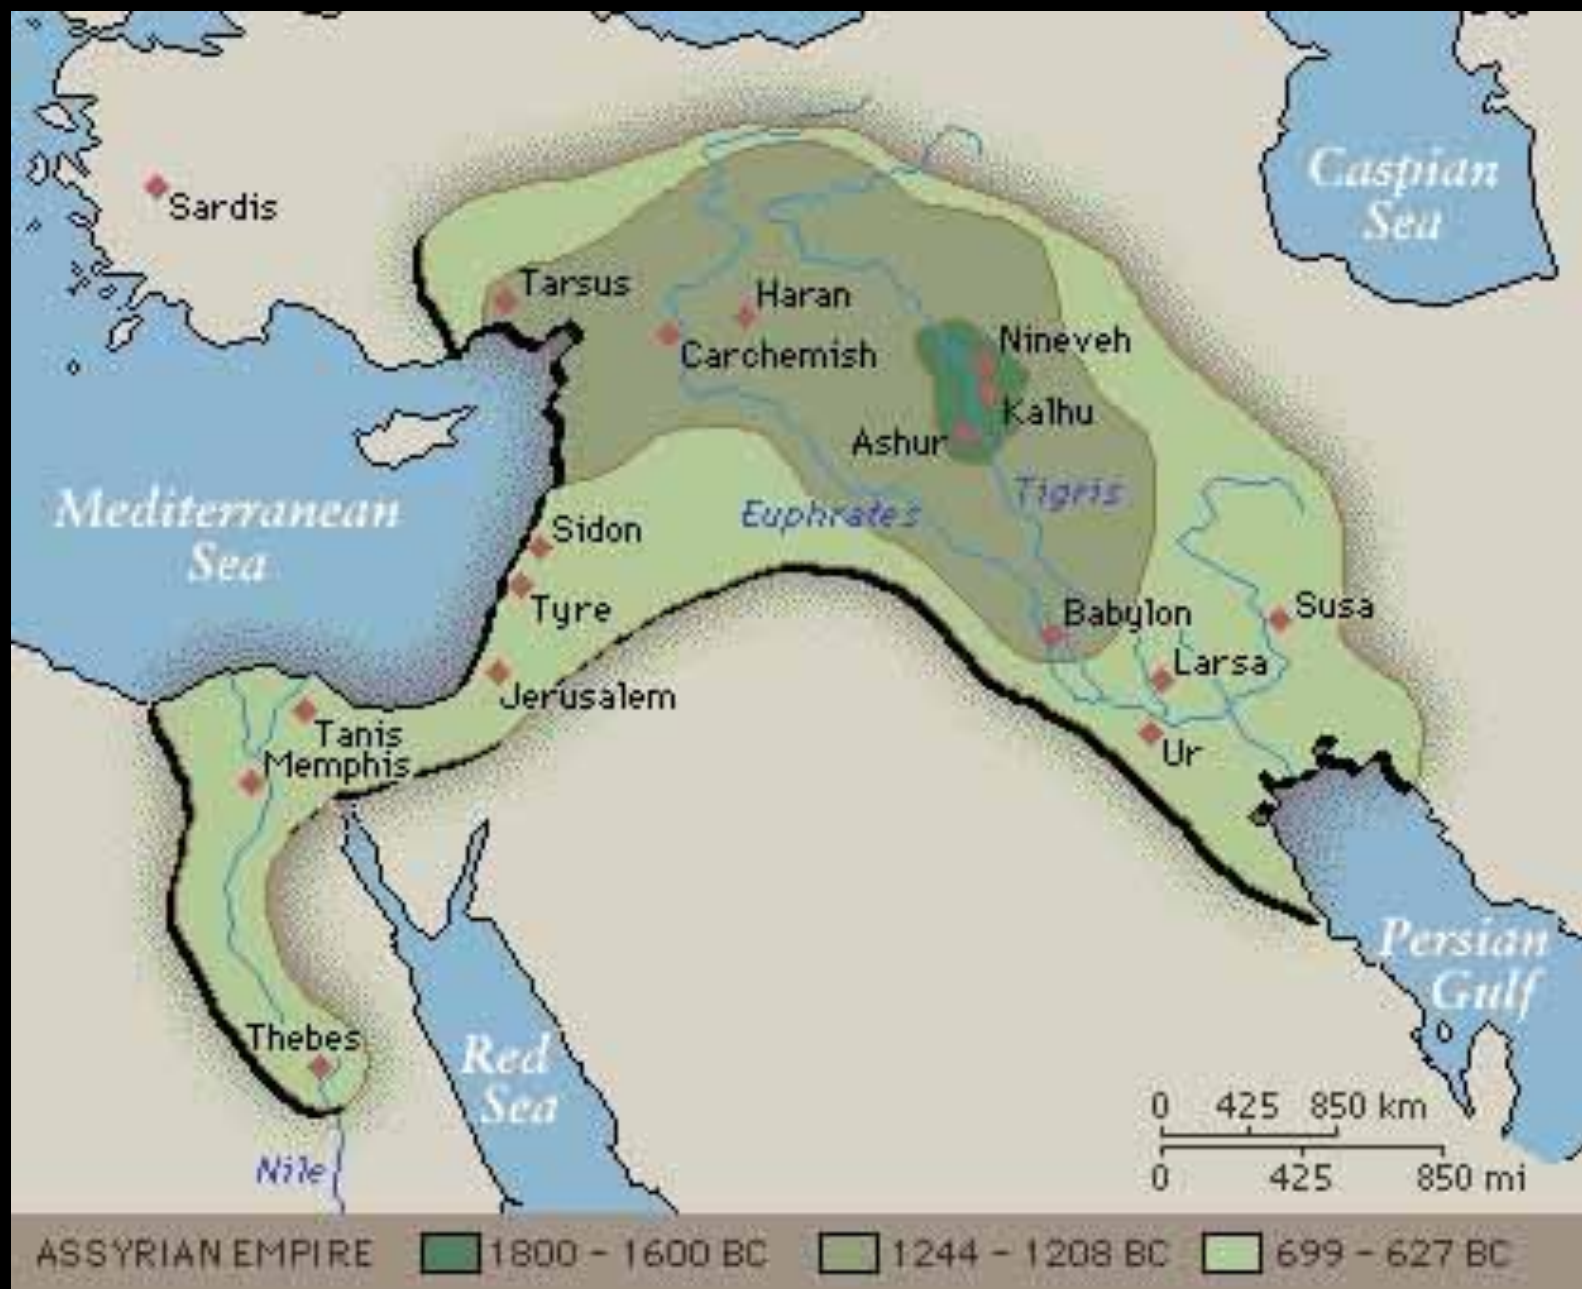 Caspian
Sea
Sardis
Tarsus
Haran
Nineveh
Carchemish
Kalhu
Ashur
Tigris
Mediterranean
Sea
Euphrates
Sidon
Tyre
Babylon
Susa
Larsa
Jerusalem
Tanis
Ur
Memphis
Persian
Gulf
Thebes
Red
Sea
0 425 850 km
0 425 850 mi
Nile
ASSYRIAN EMPIRE 1800 - 1600 BC 1244 - 1208 BC 699 - 627 BC